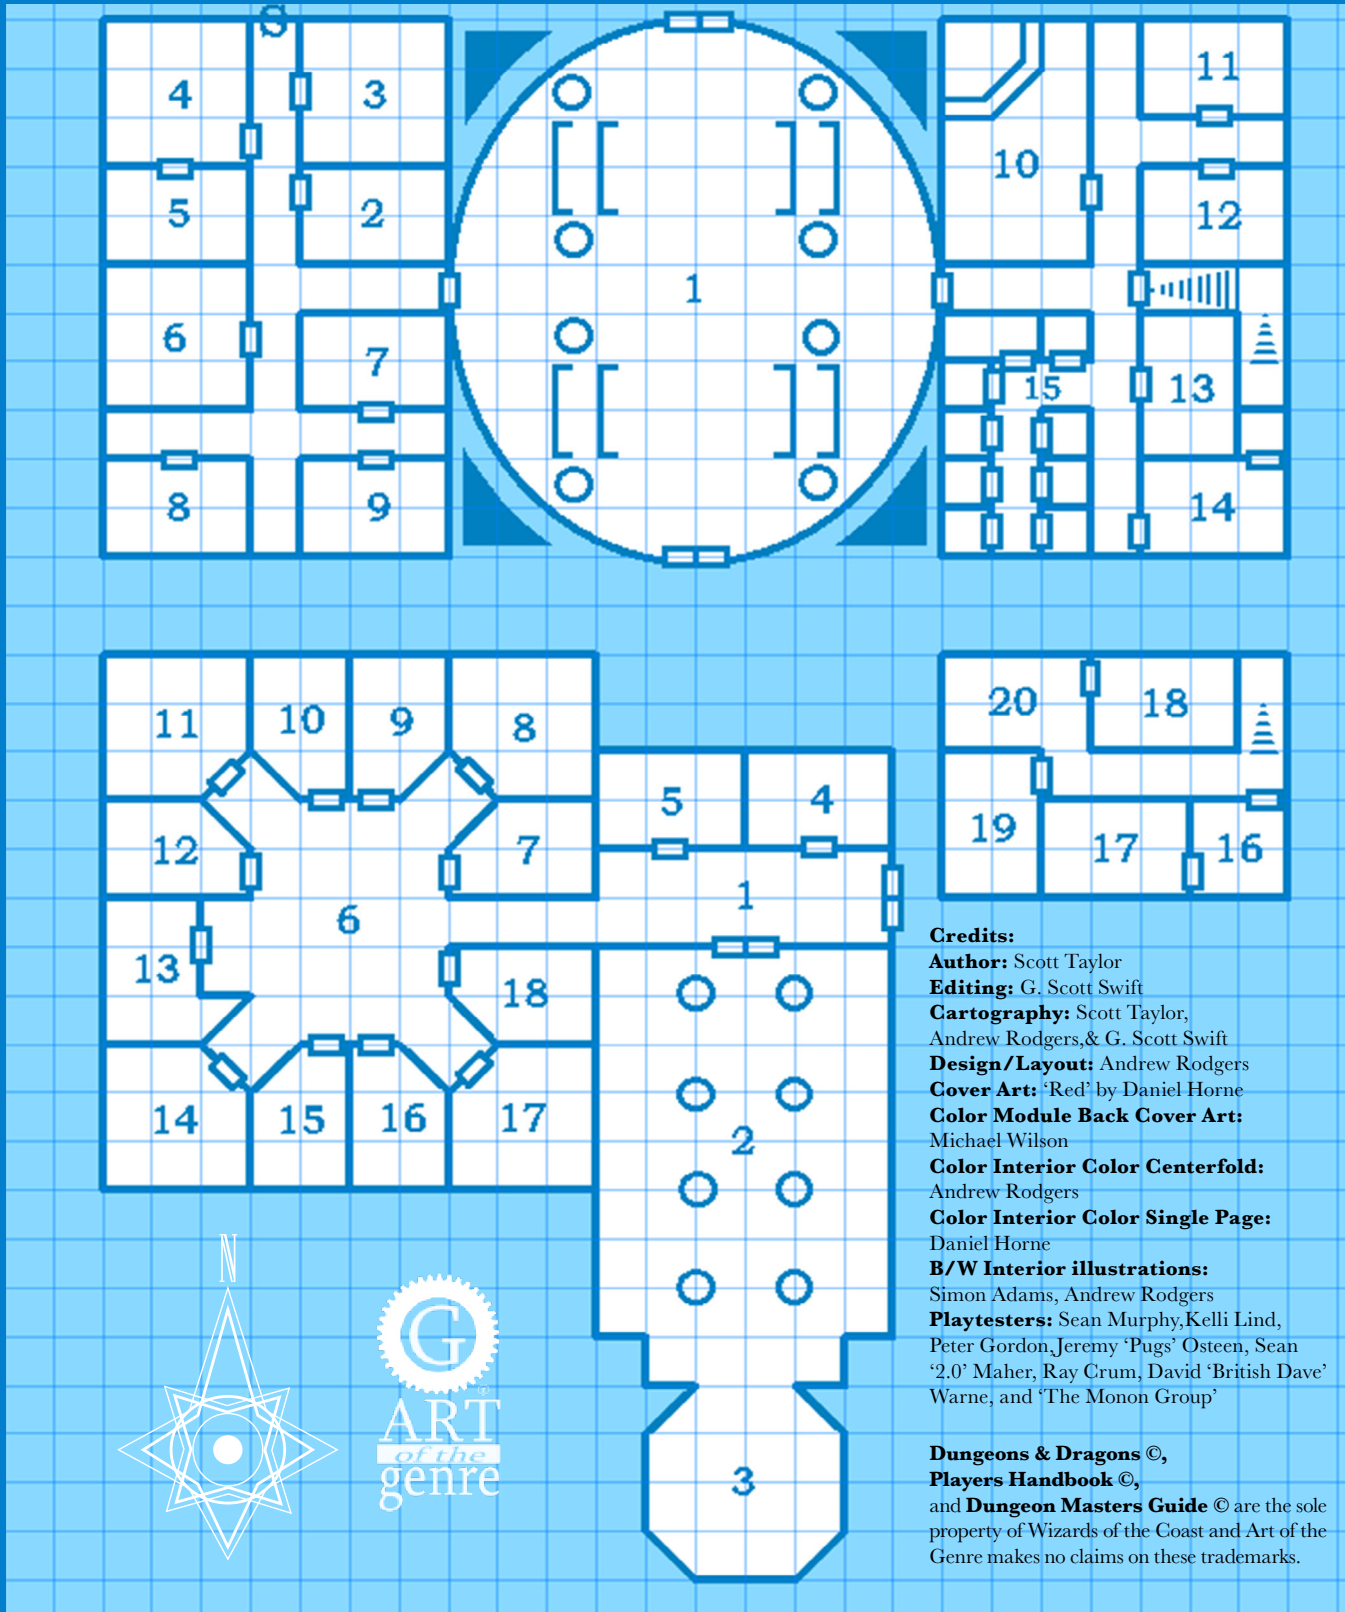 S
4
3
11
10
5
2
12
1
6
7
15
13
8
9
14
11
10
9
8
5
4
20
18
12
7
1
19
17
16
6
13
18
14
15
16
17
2
3
N
G
®
ART
of the
genre
Credits:
Author: Scott Taylor
Editing: G. Scott Swift
Cartography: Scott Taylor,
Andrew Rodgers,& G. Scott Swift
Design/Layout: Andrew Rodgers
Cover Art: ‘Red’ by Daniel Horne
Color Module Back Cover Art:
Michael Wilson
Color Interior Color Centerfold:
Andrew Rodgers
Color Interior Color Single Page:
Daniel Horne
B/W Interior illustrations:
Simon Adams, Andrew Rodgers
Playtesters: Sean Murphy,Kelli Lind,
Peter Gordon,Jeremy ‘Pugs’ Osteen, Sean
‘2.0’ Maher, Ray Crum, David ‘British Dave’
Warne, and ‘The Monon Group’
Dungeons & Dragons ©,
Players Handbook ©,
and Dungeon Masters Guide © are the sole
property of Wizards of the Coast and Art of the
Genre makes no claims on these trademarks.